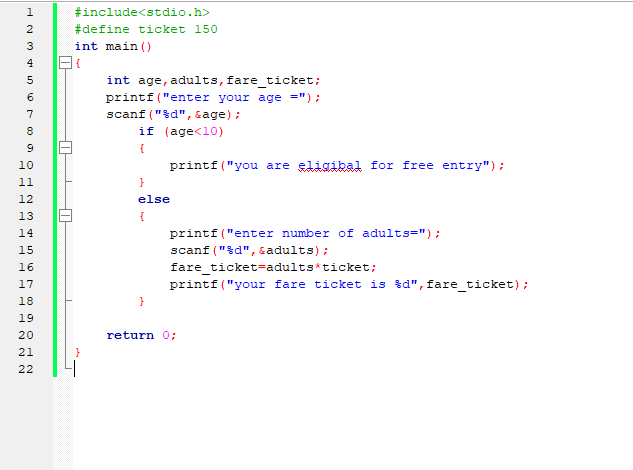 1 #include<stdio.h>
2 #define ticket 150
3 int main()
4 {
5 int age,adults,fare_ticket;
6 printf("enter your age =");
7 scanf("%d",&age);
8 if (age<10)
9 {
10 printf("you are eligibal for free entry");
11 }
12 else
13 {
14 printf("enter number of adults=");
15 scanf("%d",&adults);
16 fare_ticket=adults*ticket;
17 printf("your fare ticket is %d",fare_ticket);
18 }
19
20 return 0;
21 }
22